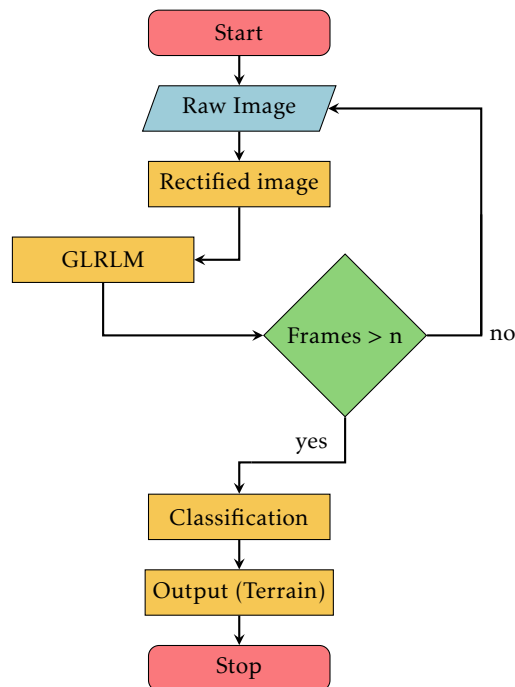 Start
Raw Image
Rectified image
GLRLM
Frames > n
no
yes
Classification
Output (Terrain)
Stop